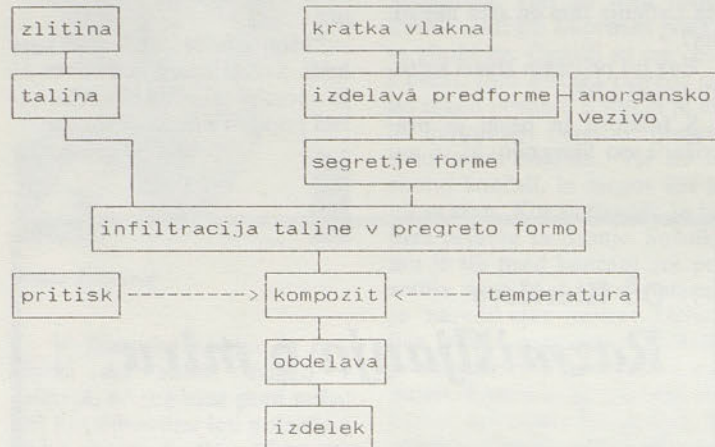 zlitina
kratka vlakna
talina
izdelava predforme
anorgansko
vezivo
segretje forme
infiltracija taline v pregreto formo
pritisk
kompozit
temperatura
obdelava
izdelek